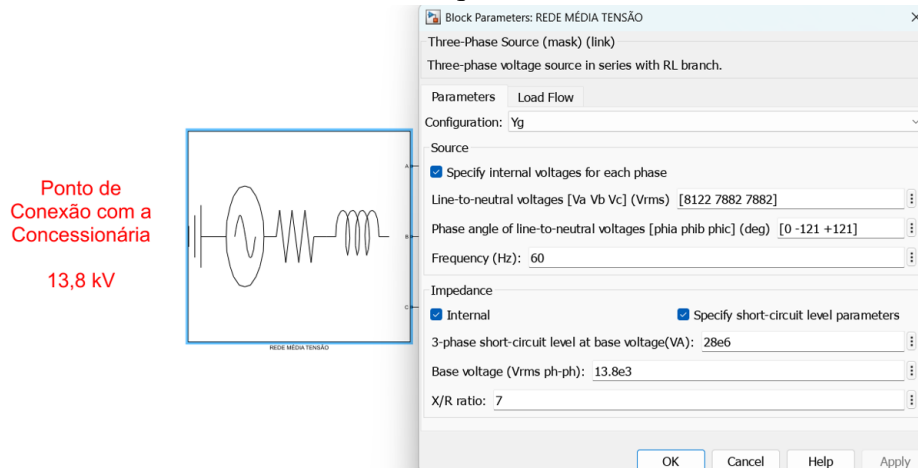 Block Parameters: REDE MÉDIA TENSÃO
Three-Phase Source (mask) (link)
Three-phase voltage source in series with RL branch.
Parameters Load Flow
Configuration: Yg
Source
Specify internal voltages for each phase
Line-to-neutral voltages [Va Vb Vc] (Vrms) [8122 7882 7882]
Phase angle of line-to-neutral voltages [phia phib phic] (deg) [0 -121 +121]
Frequency (Hz): 60
Impedance
Internal Specify short-circuit level parameters
3-phase short-circuit level at base voltage(VA): 28e6
Base voltage (Vrms ph-ph): 13.8e3
X/R ratio: 7
OK Cancel Help Apply
Ponto de
Conexão com a
Concessionária
13,8 kV
A
B
C
REDE MÉDIA TENSÃO